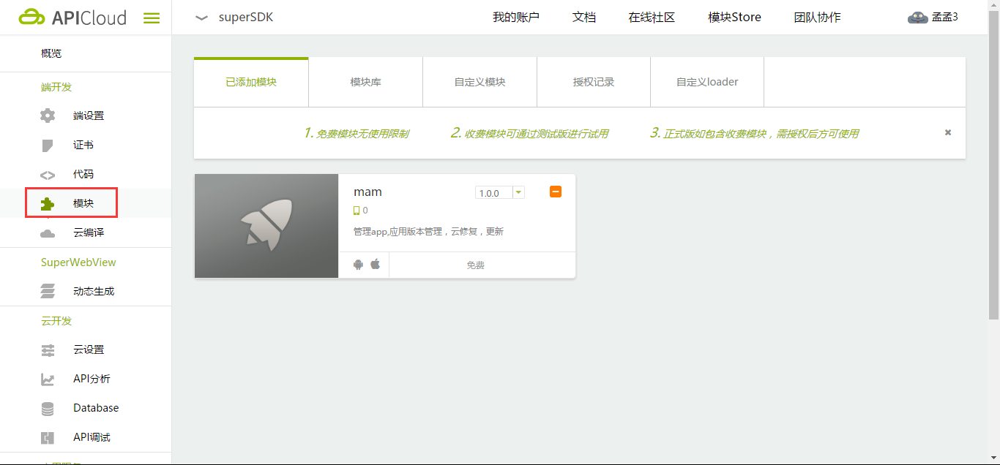 APICloud
superSDK
我的账户
文档
在线社区
模块Store
团队协作
孟孟3
概览
端开发
端设置
证书
代码
模块
云编译
SuperWebView
动态生成
云开发
云设置
API分析
Database
API调试
已添加模块
模块库
自定义模块
授权记录
自定义loader
1. 免费模块无使用限制
2. 收费模块可通过测试版进行试用
3. 正式版如包含收费模块，需授权后方可使用
mam
1.0.0
0
管理app,应用版本管理，云修复，更新
免费